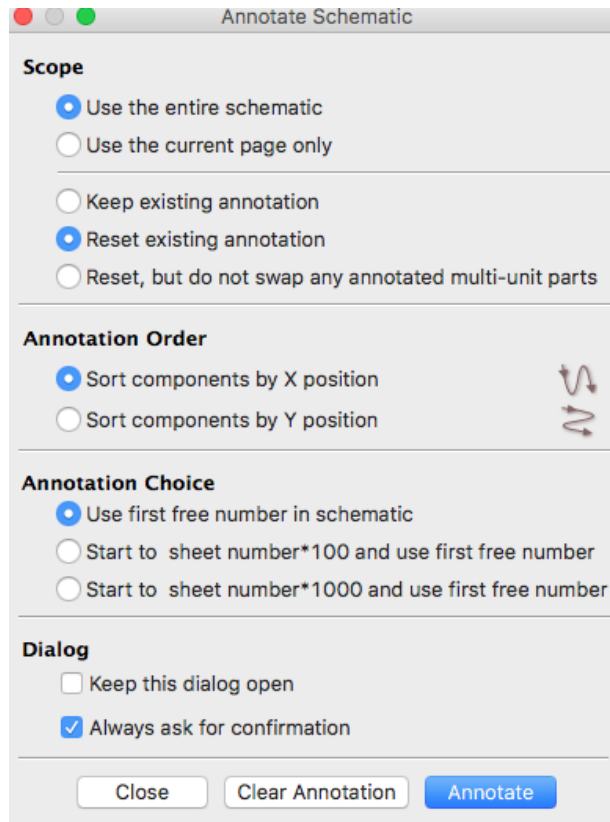 Annotate Schematic
Scope
Use the entire schematic
Use the current page only
Keep existing annotation
Reset existing annotation
Reset, but do not swap any annotated multi-unit parts
Annotation Order
Sort components by X position
Sort components by Y position
Annotation Choice
Use first free number in schematic
Start to  sheet number*100 and use first free number
Start to  sheet number*1000 and use first free number
Dialog
Keep this dialog open
Always ask for confirmation
Close Clear Annotation Annotate